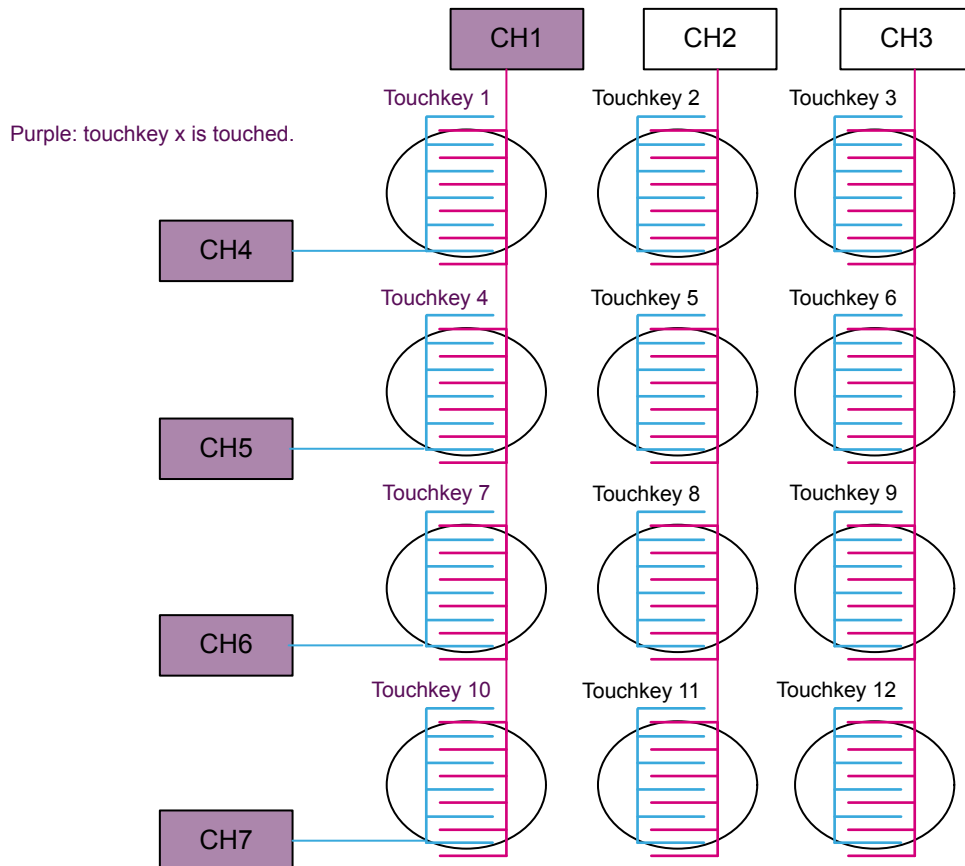 CH1 CH2 CH3
Touchkey 1 Touchkey 2 Touchkey 3
Purple: touchkey x is touched.
CH4
Touchkey 4 Touchkey 5 Touchkey 6
CH5
Touchkey 7 Touchkey 8 Touchkey 9
CH6
Touchkey 10 Touchkey 11 Touchkey 12
CH7